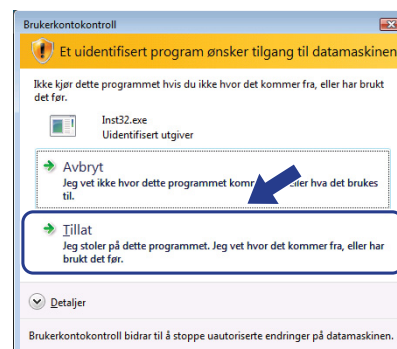 Brukerkontokontroll
Et uidentifisert program ønsker tilgang til datamaskinen
Ikke kjør dette programmet hvis du ikke hvor det kommer fra, eller har brukt
det før.
Inst32.exe
Uidentifisert utgiver
Avbryt
Jeg vet ikke hvor dette programmet eller hva det brukes
til.
Tillat
Jeg stoler på dette programmet. Jeg vet hvor det kommer fra, eller har
brukt det før.
Detaljer
Brukerkontokontroll bidrar til å stoppe uautoriserte endringer på datamaskinen.